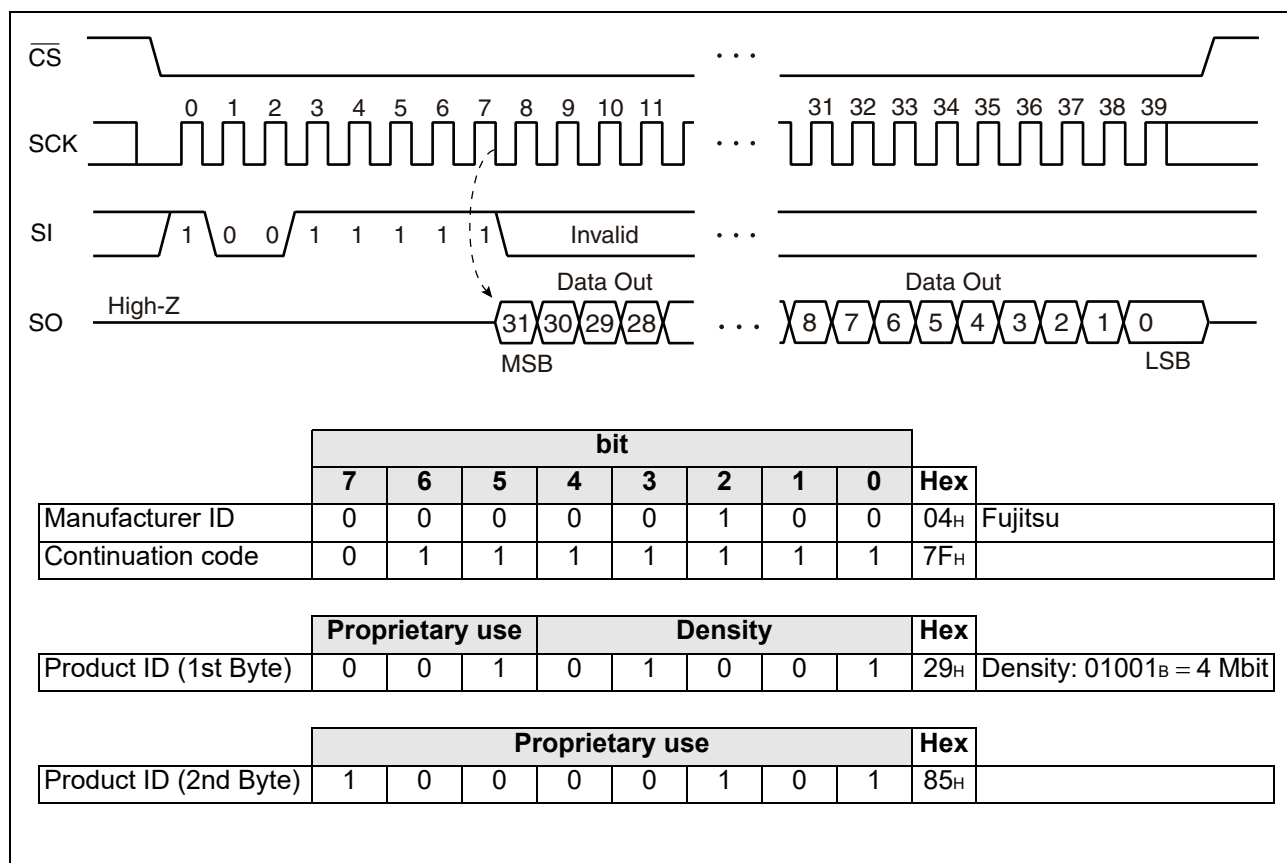 CS
· · ·
0 1 2 3 4 5 6 7 8 9 10 11 31 32 33 34 35 36 37 38 39
SCK · · ·
SI 1 0 0 1 1 1 1 1 Invalid · · ·
Data Out Data Out
High-Z
SO 31 30 29 28 · · · 8 7 6 5 4 3 2 1 0
MSB LSB
bit
7 6 5 4 3 2 1 0 Hex
Manufacturer ID 0 0 0 0 0 1 0 0 04H Fujitsu
Continuation code 0 1 1 1 1 1 1 1 7FH
Proprietary use Density Hex
Product ID (1st Byte) 0 0 1 0 1 0 0 1 29H Density: 01001B = 4 Mbit
Proprietary use Hex
Product ID (2nd Byte) 1 0 0 0 0 1 0 1 85H